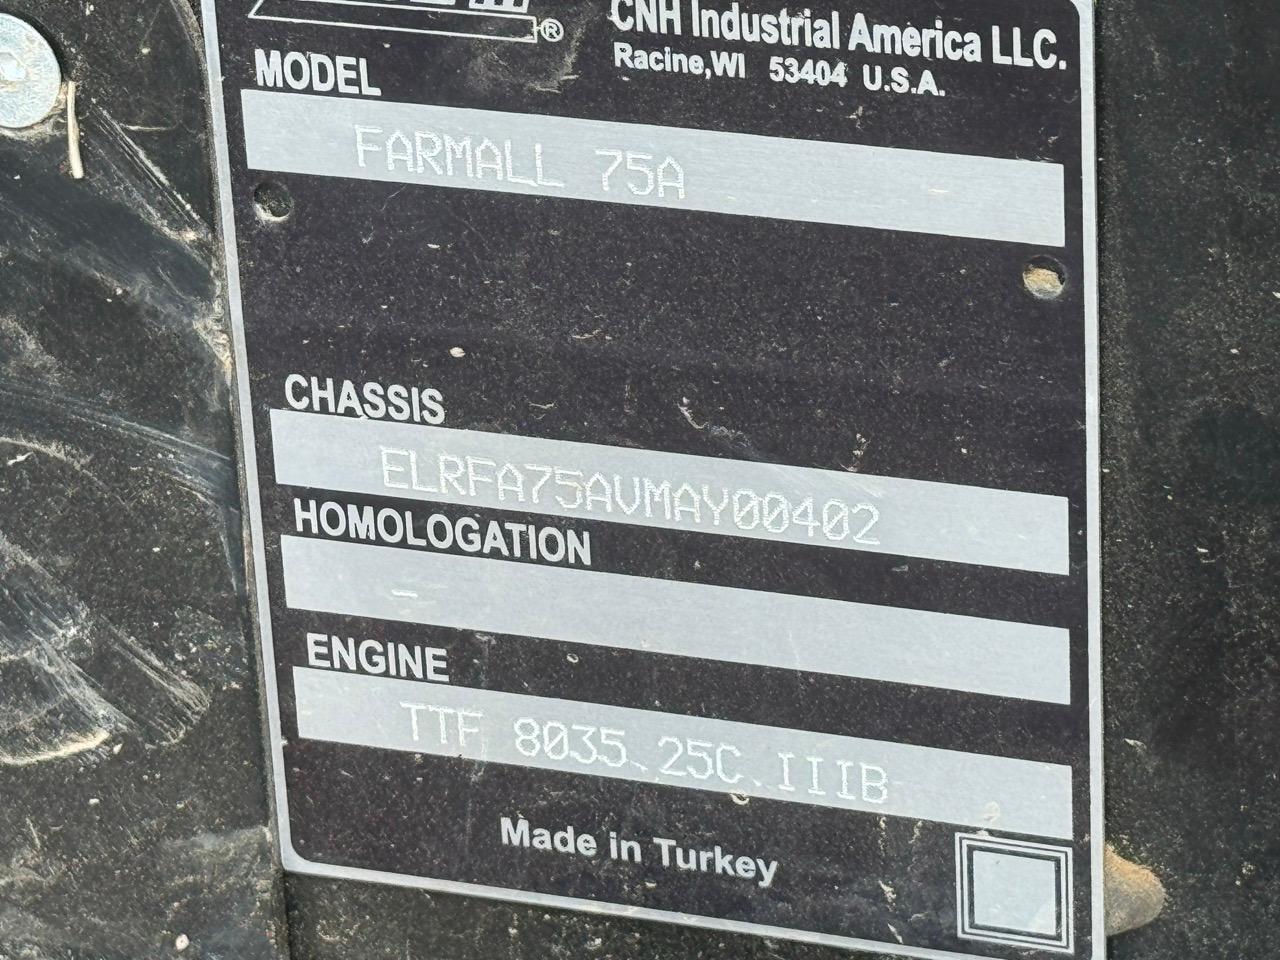 ®
CNH Industrial America LLC.
Racine,WI 53404 U.S.A.
MODEL
FARMALL 75A
CHASSIS
ELRFA75AVMAY00402
HOMOLOGATION
-
ENGINE
TTF 8035.25C.IIIB
Made in Turkey